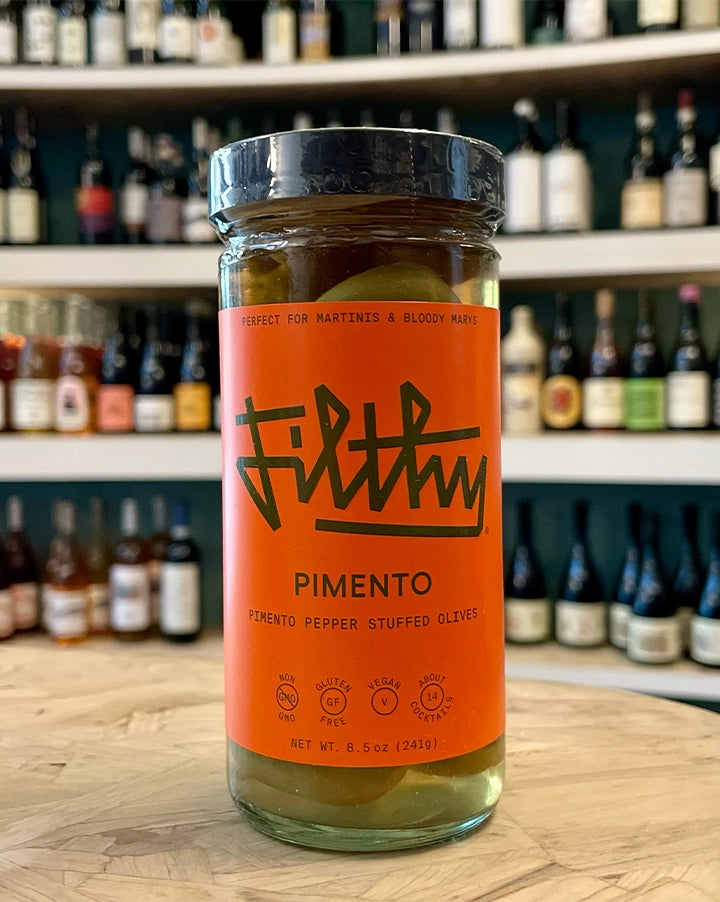 PERFECT FOR MARTINIS & BLOODY MARYS
Filthy
PIMENTO
PIMENTO PEPPER STUFFED OLIVES
NON GMO GMO
GLUTEN GF FREE
VEGAN V
ABOUT 14 COCKTAILS
NET WT. 8.5 oz (241g)